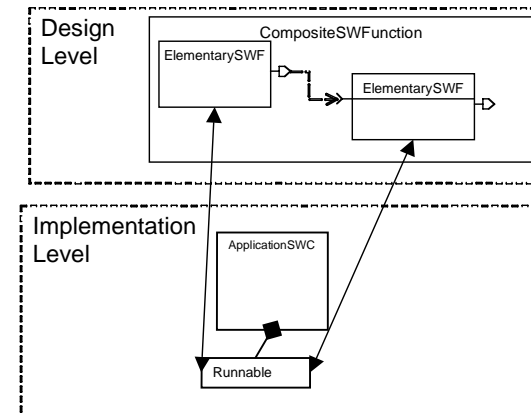 Design
Level
CompositeSWFunction
ElementarySWF
ElementarySWF
Implementation
Level
ApplicationSWC
Runnable